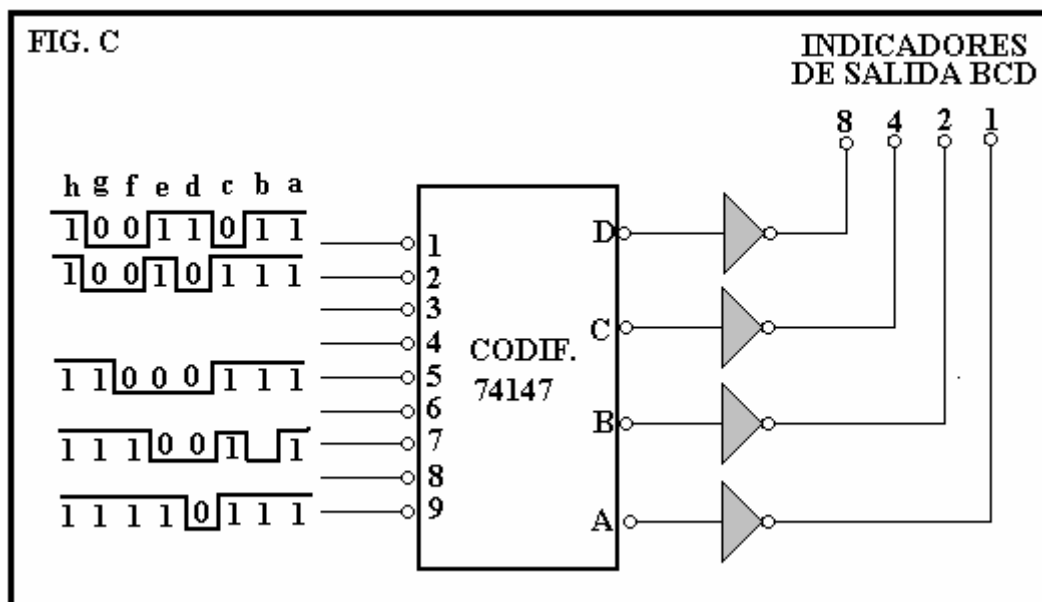 FIG. C
INDICADORES
DE SALIDA BCD
8 4 2 1
h g f e d c b a
1 0 0 1 1 0 1 1
1 0 0 1 0 1 1 1
1 1 0 0 0 1 1 1
1 1 1 0 0 1 1
1 1 1 1 0 1 1 1
1
2
3
4
5
6
7
8
9
CODIF.
74147
D
C
B
A